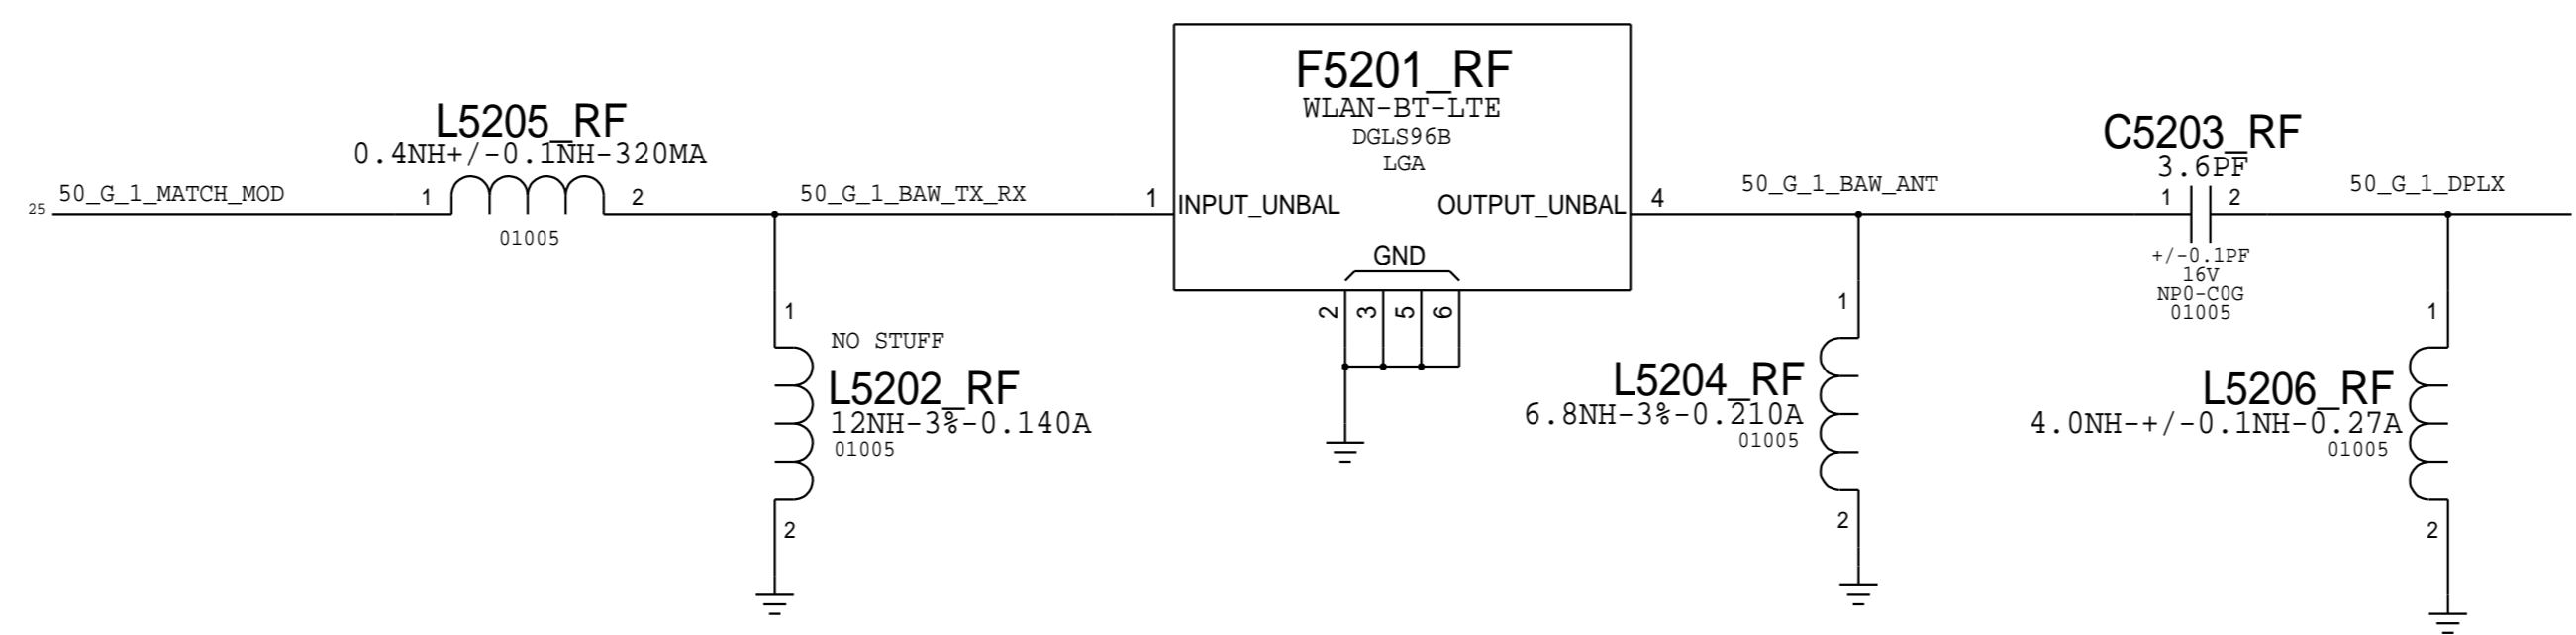 F5201_RF
WLAN-BT-LTE
DGLS96B
LGA
L5205_RF
0.4NH+/-0.1NH-320MA
C5203_RF
3.6PF
25
50_G_1_MATCH_MOD
1
2
01005
50_G_1_BAW_TX_RX
1
INPUT_UNBAL
OUTPUT_UNBAL
4
50_G_1_BAW_ANT
1
2
50_G_1_DPLX
+/-0.1PF
16V
NP0-C0G
01005
GND
2
3
5
6
1
NO STUFF
L5202_RF
12NH-3%-0.140A
01005
2
1
L5204_RF
6.8NH-3%-0.210A
01005
2
1
L5206_RF
4.0NH-+/-0.1NH-0.27A
01005
2